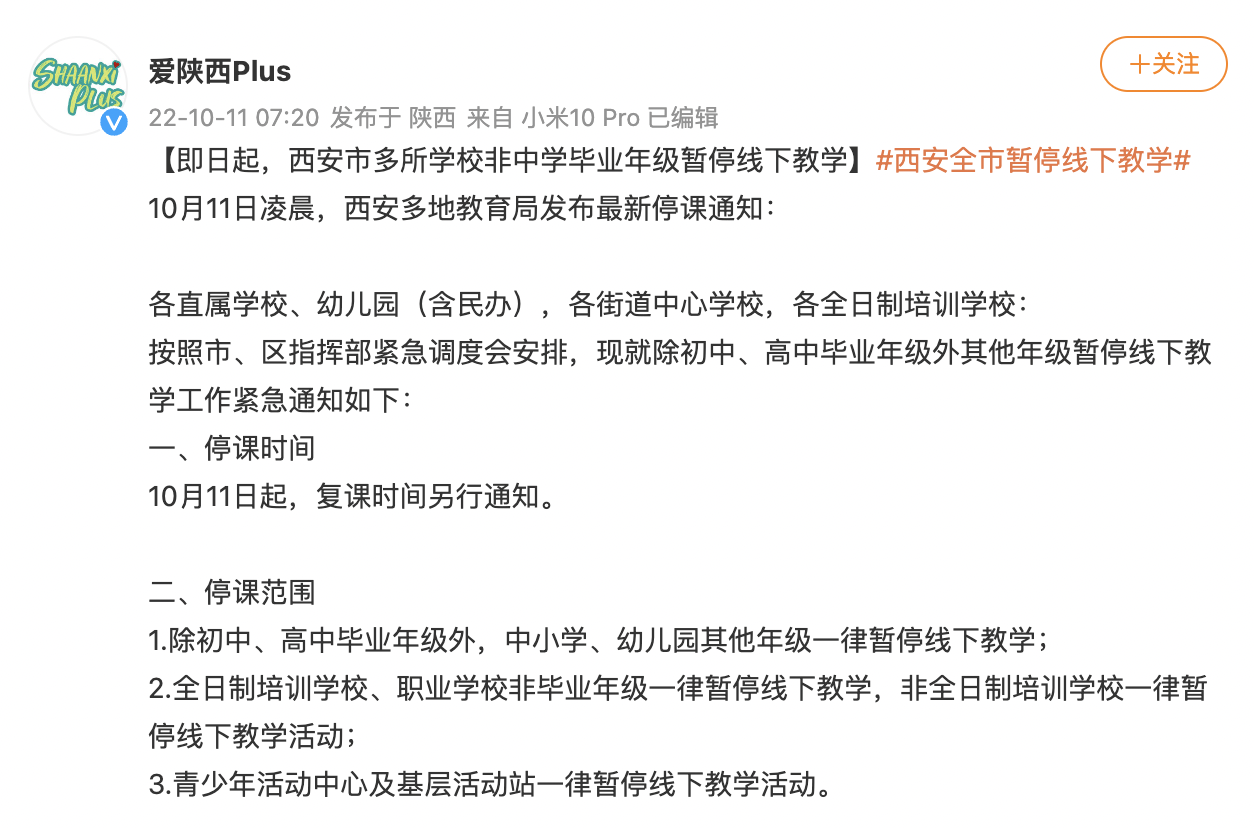 SHAANXI
PLUS
爱陕西Plus
＋关注
22-10-11 07:20 发布于 陕西 来自 小米10 Pro 已编辑
【即日起，西安市多所学校非中学毕业年级暂停线下教学】#西安全市暂停线下教学#
10月11日凌晨，西安多地教育局发布最新停课通知：
各直属学校、幼儿园（含民办），各街道中心学校，各全日制培训学校：
按照市、区指挥部紧急调度会安排，现就除初中、高中毕业年级外其他年级暂停线下教
学工作紧急通知如下：
一、停课时间
10月11日起，复课时间另行通知。
二、停课范围
1.除初中、高中毕业年级外，中小学、幼儿园其他年级一律暂停线下教学；
2.全日制培训学校、职业学校非毕业年级一律暂停线下教学，非全日制培训学校一律暂
停线下教学活动；
3.青少年活动中心及基层活动站一律暂停线下教学活动。